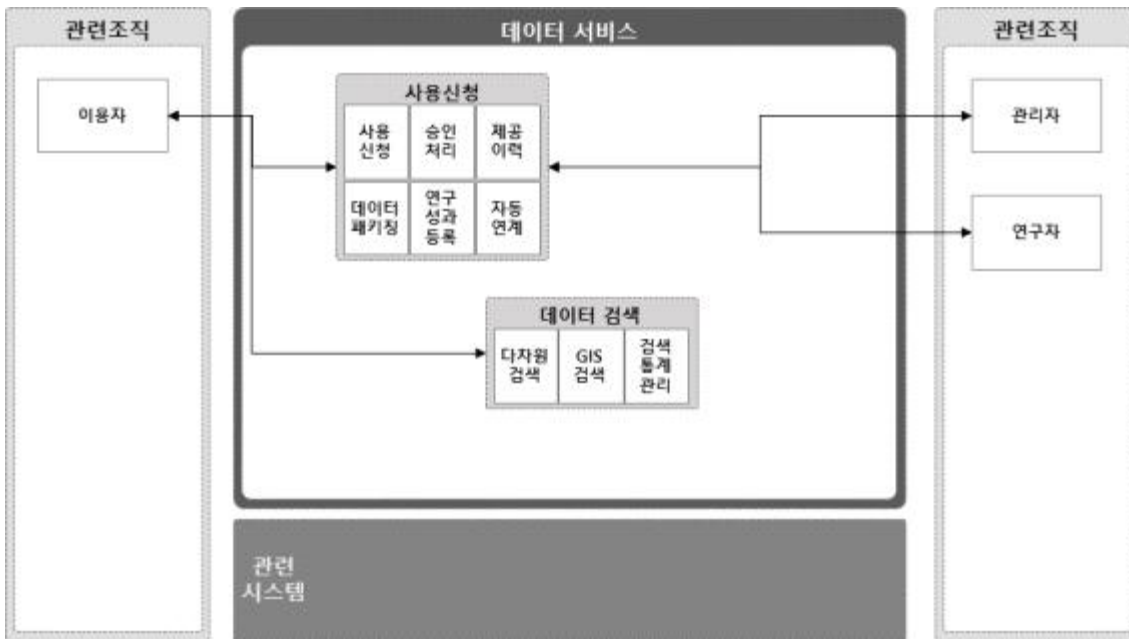 관련조직
이용자
데이터 서비스
사용신청
사용
신청
승인
처리
제공
이력
데이터
패키징
연구
성과
등록
자동
연계
데이터 검색
다차원
검색
GIS
검색
검색
통계
관리
관련
시스템
관련조직
관리자
연구자